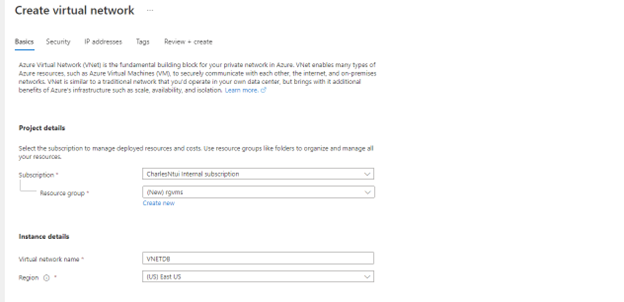 Create virtual network ...
Basics Security IP addresses Tags Review + create
Azure Virtual Network (VNet) is the fundamental building block for your private network in Azure. VNet enables many types of
Azure resources, such as Azure Virtual Machines (VM), to securely communicate with each other, the internet, and on-premises
networks. VNet is similar to a traditional network that you'd operate in your own data center, but brings with it additional
benefits of Azure's infrastructure such as scale, availability, and isolation. Learn more.
Project details
Select the subscription to manage deployed resources and costs. Use resource groups like folders to organize and manage all
your resources.
Subscription * CharlesNtui Internal subscription
Resource group * (New) rgvms
Create new
Instance details
Virtual network name * VNETDB
Region * (US) East US